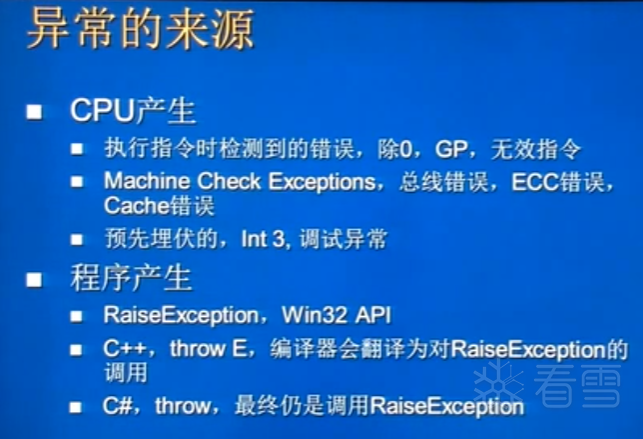 异常的来源
CPU产生
执行指令时检测到的错误，除0，GP，无效指令
Machine Check Exceptions，总线错误，ECC错误，
Cache错误
预先埋伏的，Int 3, 调试异常
程序产生
RaiseException，Win32 API
C++，throw E，编译器会翻译为对RaiseException的
调用
C#，throw，最终仍是调用RaiseException
看雪